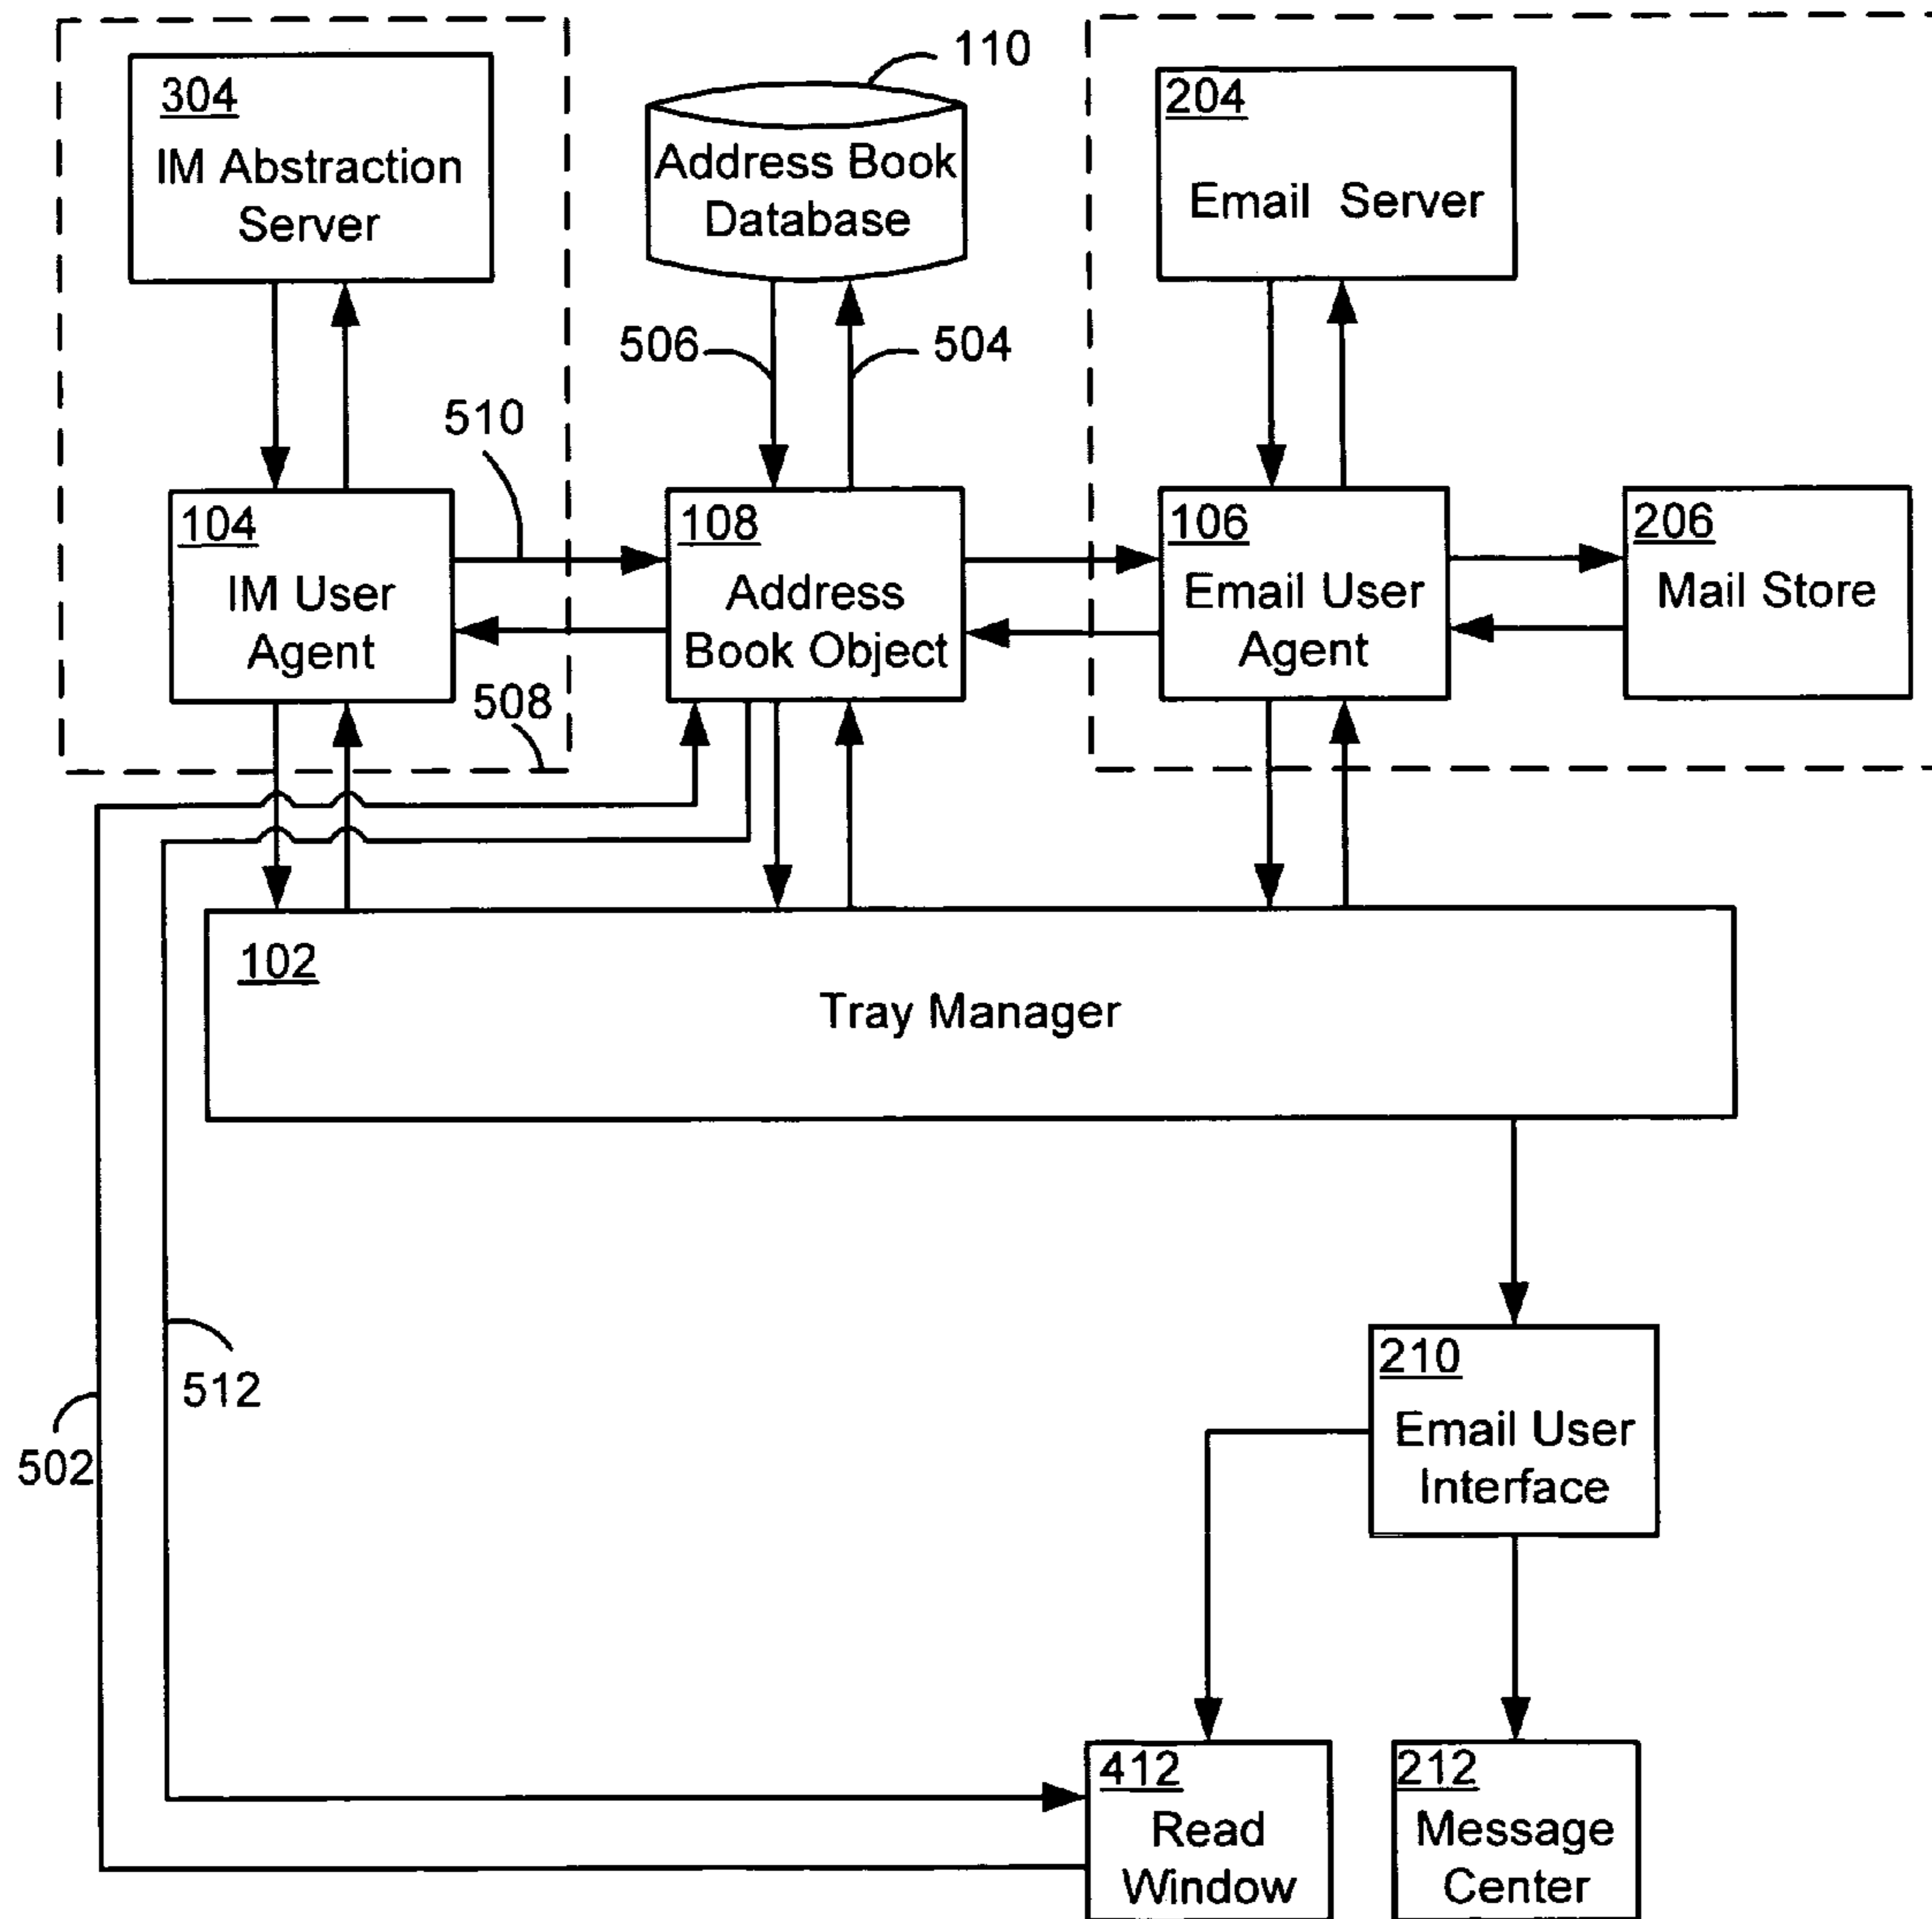 110
304
IM Abstraction
Server
Address Book
Database
204
Email Server
506
504
510
104
IM User
Agent
108
Address
Book Object
106
Email User
Agent
206
Mail Store
508
102
Tray Manager
210
Email User
Interface
512
502
412
Read
Window
212
Message
Center